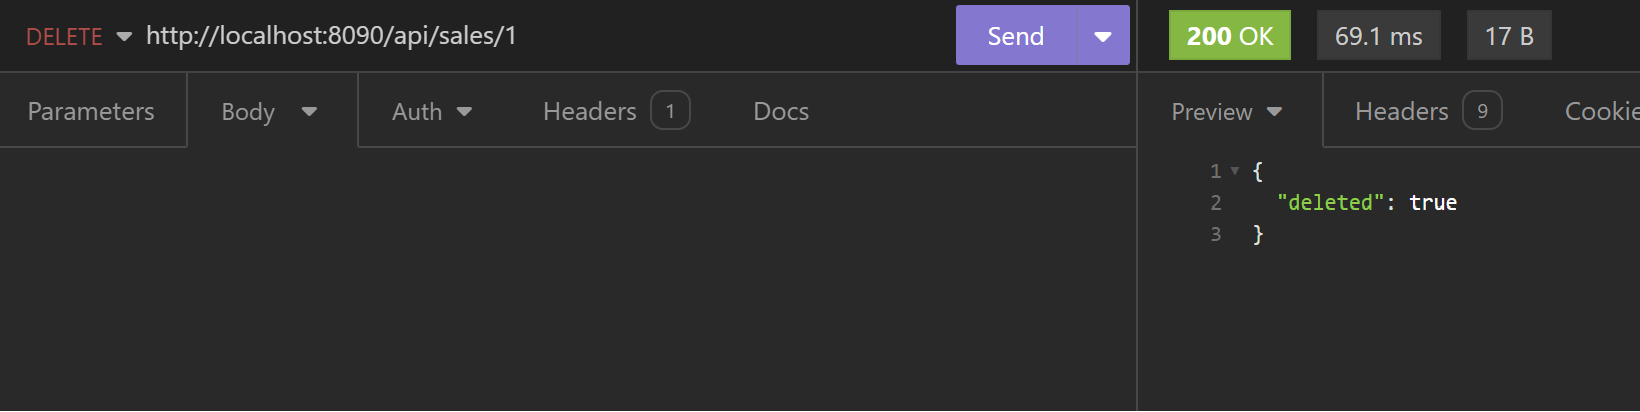 DELETE http://localhost:8090/api/sales/1 Send 200 OK 69.1 ms 17 B
Parameters Body Auth Headers 1 Docs Preview Headers 9 Cookie
1 {
2 "deleted": true
3 }